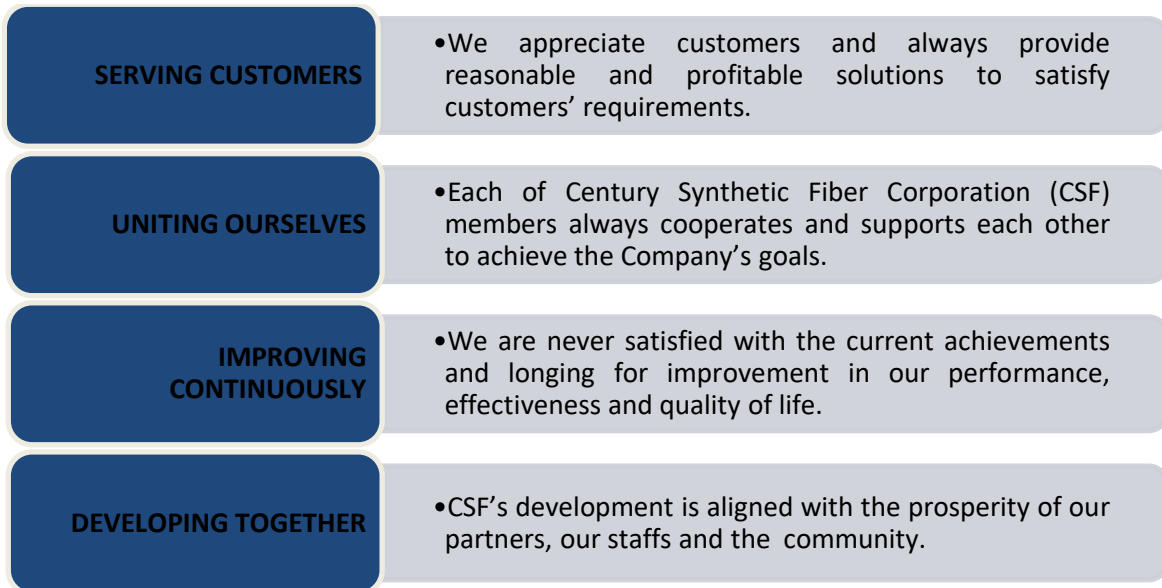 SERVING CUSTOMERS
•We appreciate customers and always provide
reasonable and profitable solutions to satisfy
customers’ requirements.
UNITING OURSELVES
•Each of Century Synthetic Fiber Corporation (CSF)
members always cooperates and supports each other
to achieve the Company’s goals.
IMPROVING
CONTINUOUSLY
•We are never satisfied with the current achievements
and longing for improvement in our performance,
effectiveness and quality of life.
DEVELOPING TOGETHER
•CSF’s development is aligned with the prosperity of our
partners, our staffs and the community.